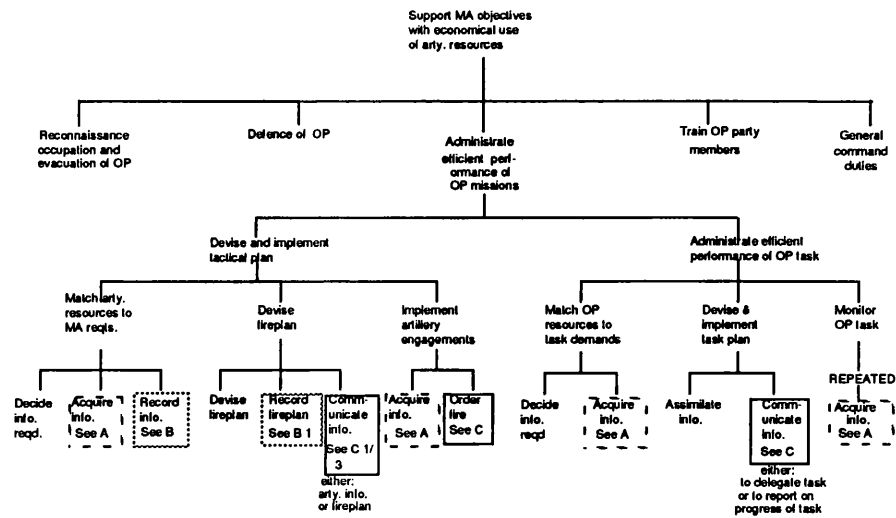 Support MA objectives
with economical use
of arty. resources
Reconnaissance
occupation and
evacuation of OP
Defence of OP
Administrate
efficient perf-
ormance of
OP missions
Train OP party
members
General
command
duties
Devise and implement
tactical plan
Administrate efficient
performance of OP task
Match arty.
resources to
MA reqts.
Devise
fireplan
Implement
artillery
engagements
Match OP
resources to
task demands
Devise &
implement
task plan
Monitor
OP task
REPEATED
Decide
info.
reqd.
Acquire
info.
See A
Record
info.
See B
Devise
fireplan
Record
fireplan
See B 1
Comm-
unicate
info.
See C 1/
3
either:
arty. info.
or fireplan
Acquire
info.
See A
Order
fire
See C
Decide
info.
reqd
Acquire
info.
See A
Assimilate
info.
Comm-
unicate
info.
See C
either:
to delegate task
or to report on
progress of task
Acquire
info.
See A